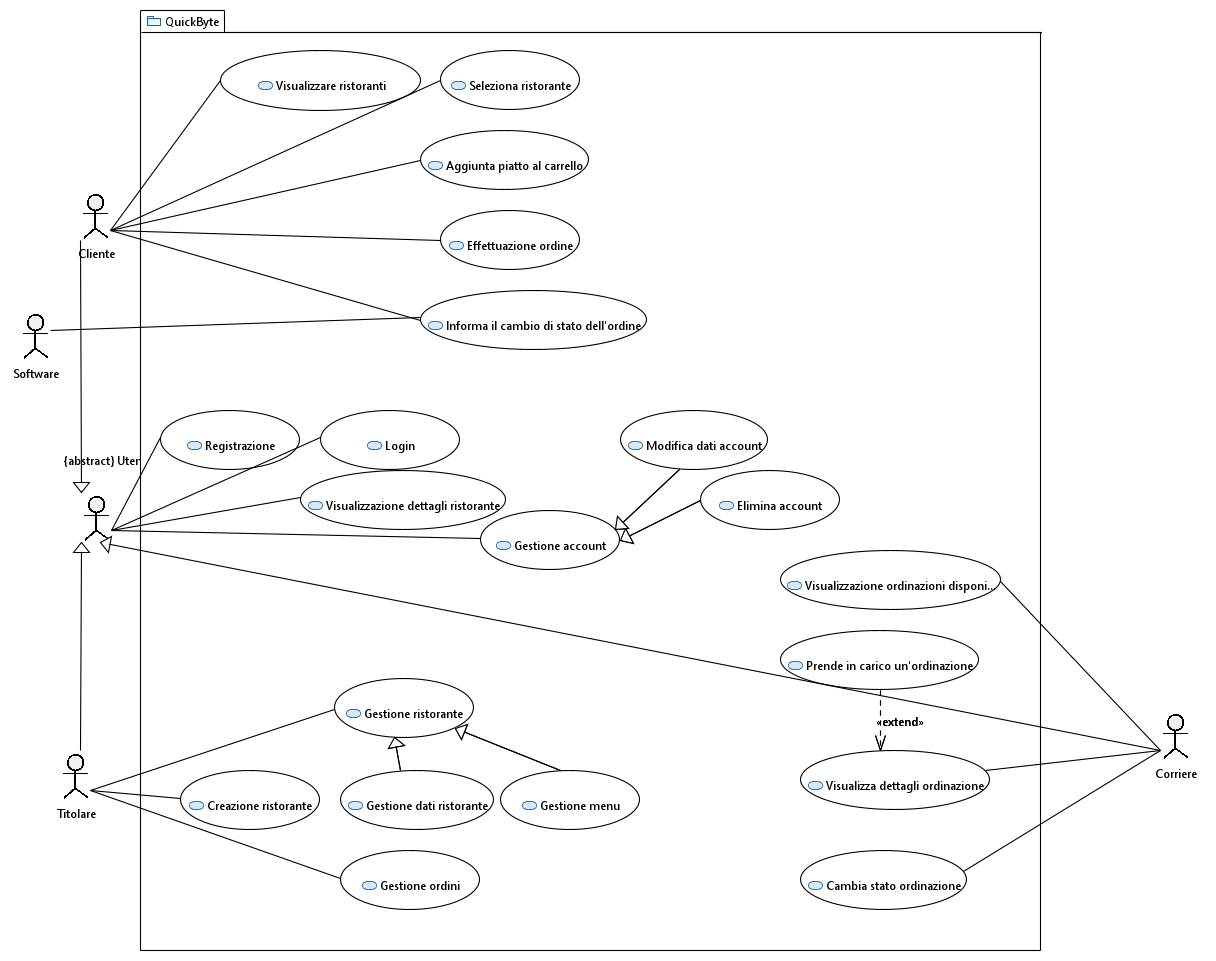 QuickByte
Visualizzare ristoranti
Seleziona ristorante
Aggiunta piatto al carrello
Cliente
Effettuazione ordine
Informa il cambio di stato dell'ordine
Software
Registrazione
Login
Modifica dati account
{abstract} Uten
Visualizzazione dettagli ristorante
Elimina account
Gestione account
Visualizzazione ordinazioni disponi...
Prende in carico un'ordinazione
Gestione ristorante
«extend»
Corriere
Visualizza dettagli ordinazione
Titolare
Creazione ristorante
Gestione dati ristorante
Gestione menu
Gestione ordini
Cambia stato ordinazione